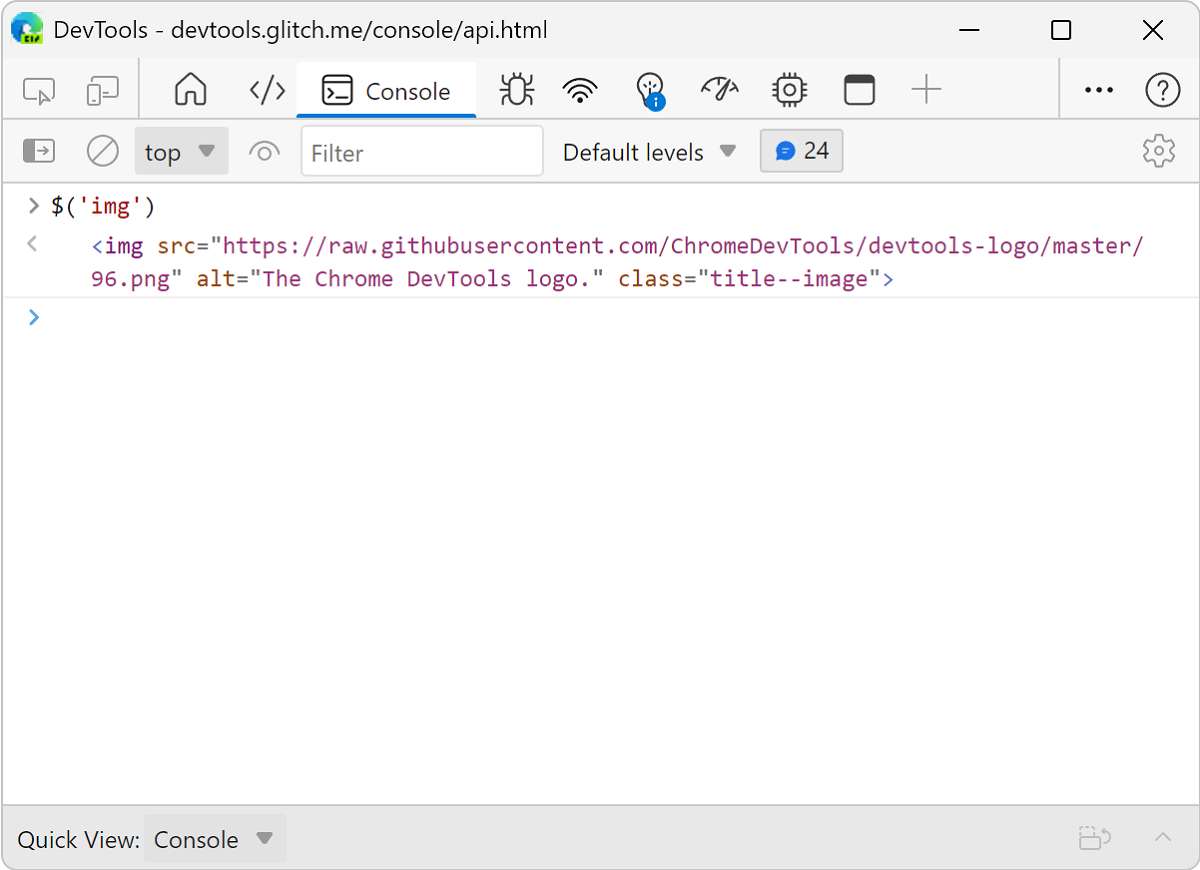 DevTools - devtools.glitch.me/console/api.html
Console
top
Filter
Default levels
24
$('img')
<img src="https://raw.githubusercontent.com/ChromeDevTools/devtools-logo/master/
96.png" alt="The Chrome DevTools logo." class="title--image">
Quick View: Console